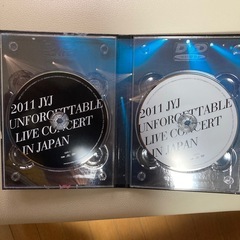 2011 JYJ
UNFORGETTABLE
LIVE CONCERT
IN JAPAN
DVD
2011 JYJ
UNFORGETTABLE
LIVE CONCERT
IN JAPAN